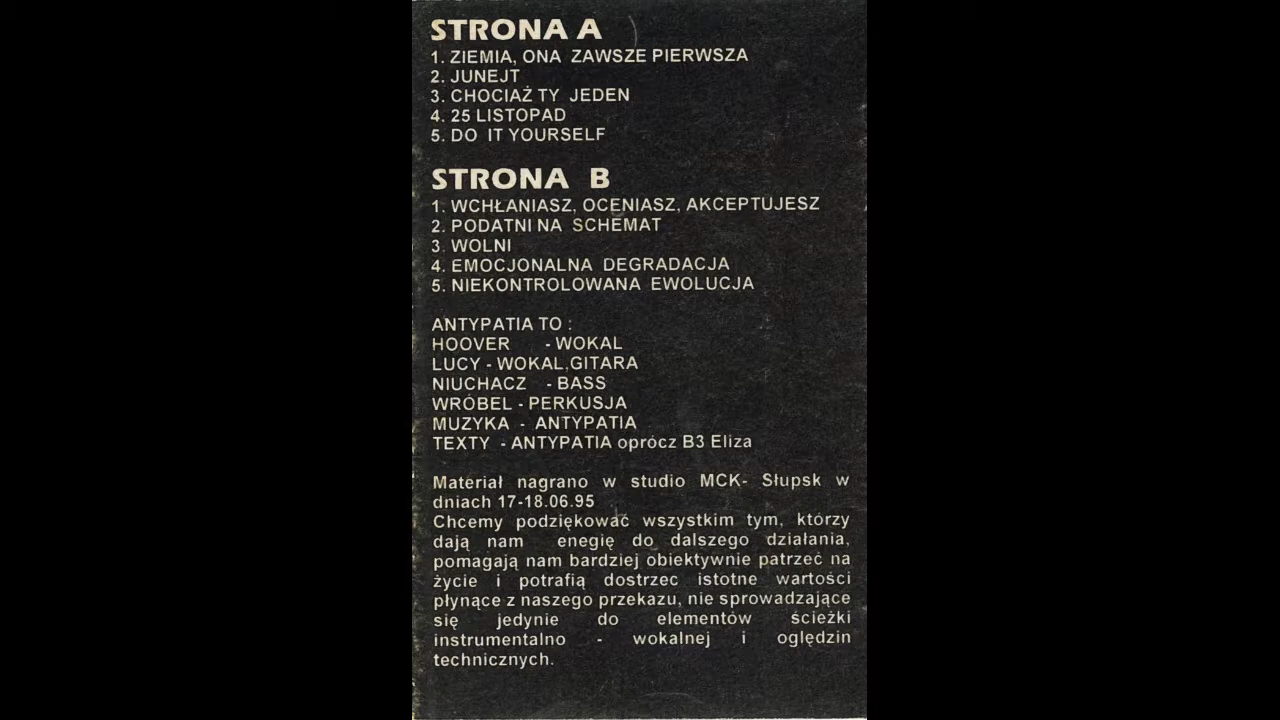 STRONA A
1. ZIEMIA, ONA ZAWSZE PIERWSZA
2. JUNEJT
3. CHOCIAŻ TY JEDEN
4. 25 LISTOPAD
5. DO IT YOURSELF
STRONA B
1. WCHŁANIASZ, OCENIASZ, AKCEPTUJESZ
2. PODATNI NA SCHEMAT
3. WOLNI
4. EMOCJONALNA DEGRADACJA
5. NIEKONTROLOWANA EWOLUCJA
ANTYPATIA TO :
HOOVER - WOKAL
LUCY - WOKAL,GITARA
NIUCHACZ - BASS
WRÓBEL - PERKUSJA
MUZYKA - ANTYPATIA
TEXTY - ANTYPATIA oprócz B3 Eliza
Materiał nagrano w studio MCK- Słupsk w
dniach 17-18.06.95
Chcemy podziękować wszystkim tym, którzy
dają nam enegię do dalszego działania,
pomagają nam bardziej obiektywnie patrzeć na
życie i potrafią dostrzec istotne wartości
płynące z naszego przekazu, nie sprowadzające
się jedynie do elementów ścieżki
instrumentalno - wokalnej i oględzin
technicznych.